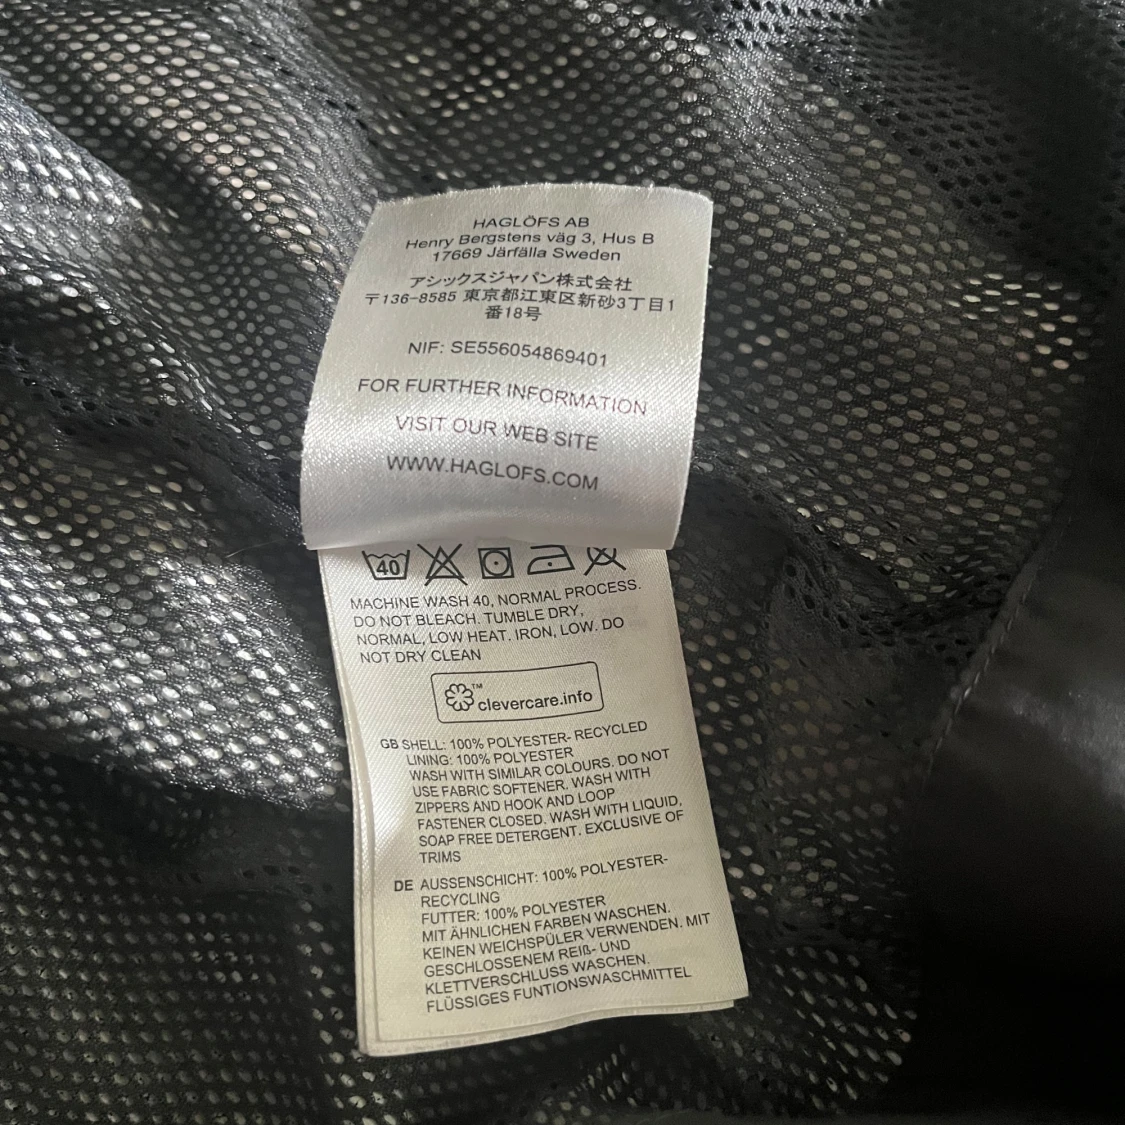 HAGLÖFS AB
Henry Bergstens väg 3, Hus B
17669 Järfälla Sweden
アシックスジャパン株式会社
〒136-8585 東京都江東区新砂3丁目1
番18号
NIF: SE556054869401
FOR FURTHER INFORMATION
VISIT OUR WEB SITE
WWW.HAGLOFS.COM
40
MACHINE WASH 40, NORMAL PROCESS.
DO NOT BLEACH. TUMBLE DRY,
NORMAL, LOW HEAT. IRON, LOW. DO
NOT DRY CLEAN
™
clevercare.info
GB SHELL: 100% POLYESTER- RECYCLED
LINING: 100% POLYESTER
WASH WITH SIMILAR COLOURS. DO NOT
USE FABRIC SOFTENER. WASH WITH
ZIPPERS AND HOOK AND LOOP
FASTENER CLOSED. WASH WITH LIQUID,
SOAP FREE DETERGENT. EXCLUSIVE OF
TRIMS
DE AUSSENSCHICHT: 100% POLYESTER-
RECYCLING
FUTTER: 100% POLYESTER
MIT ÄHNLICHEN FARBEN WASCHEN.
KEINEN WEICHSPÜLER VERWENDEN. MIT
GESCHLOSSENEM REIß- UND
KLETTVERSCHLUSS WASCHEN.
FLÜSSIGES FUNTIONSWASCHMITTEL